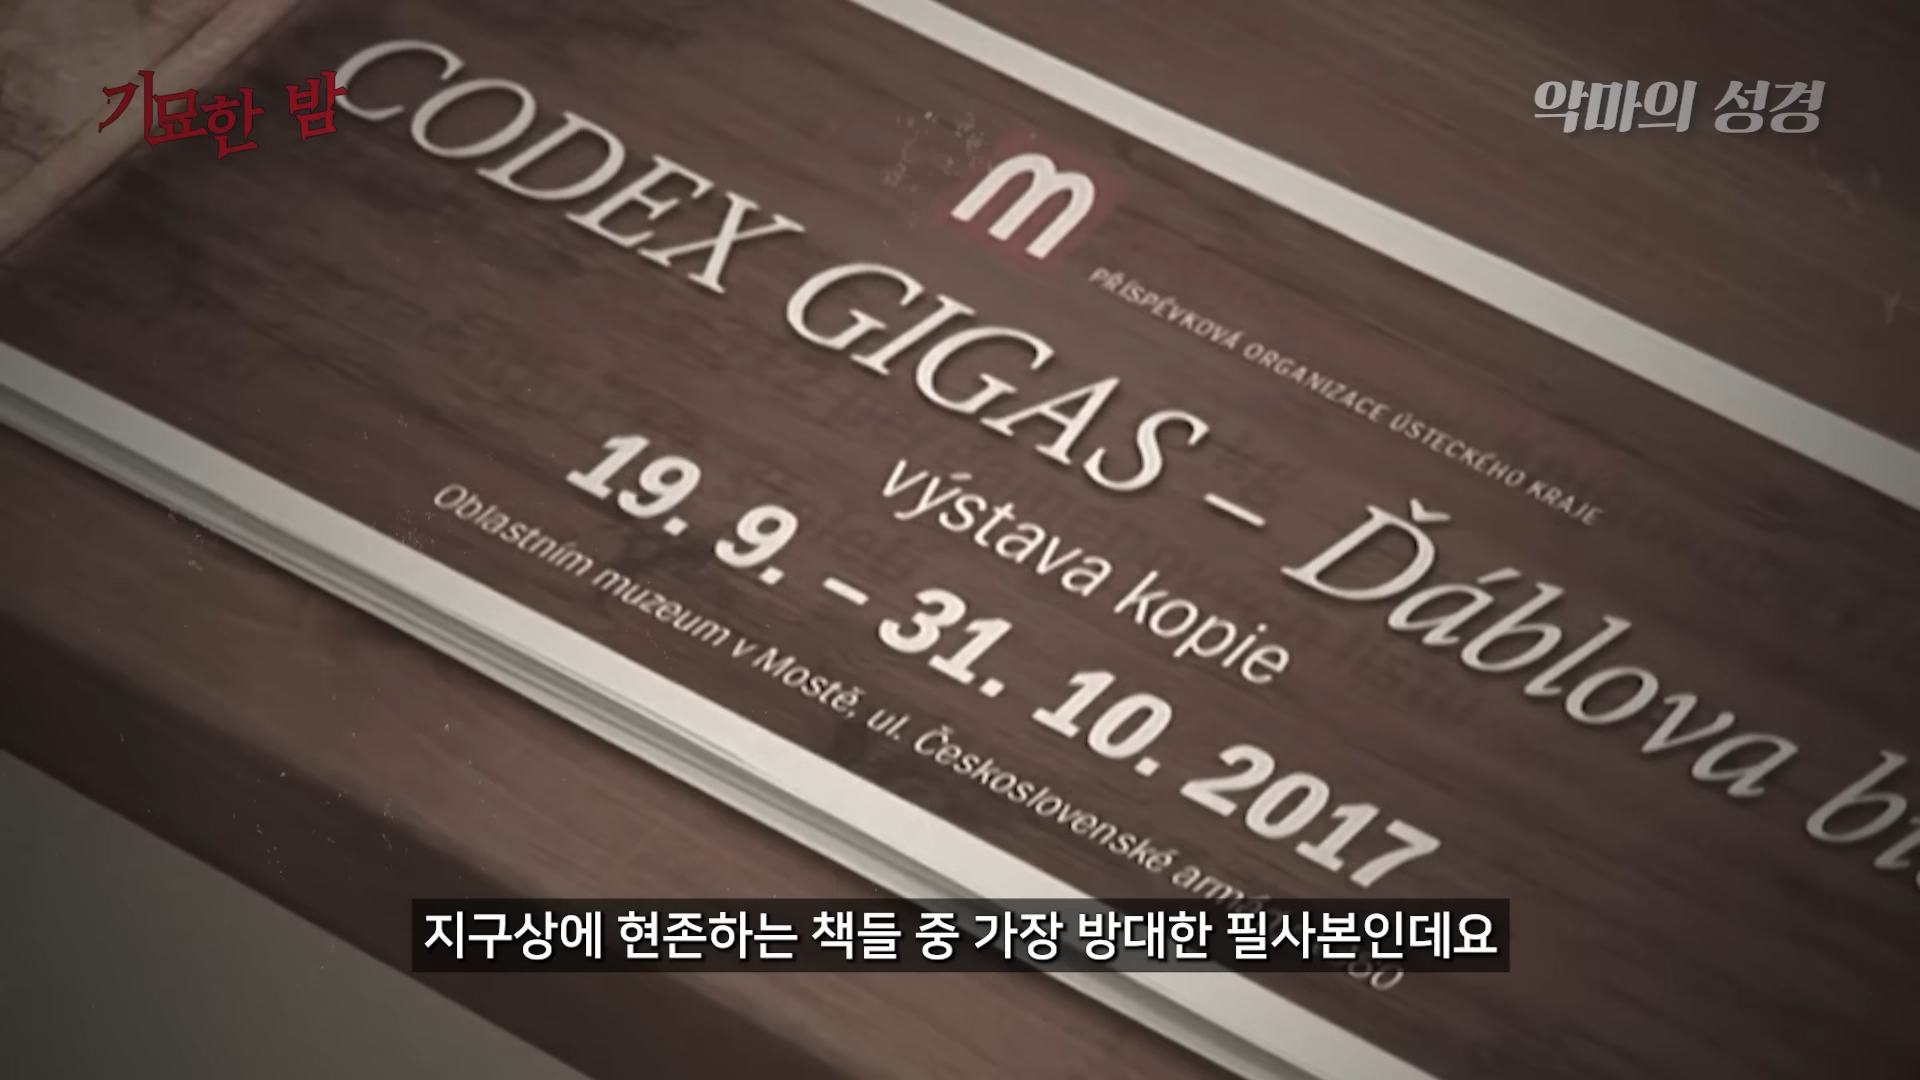 기묘한 밤
악마의 성경
PŘÍSPĚVKOVÁ ORGANIZACE ÚSTECKÉHO KRAJE
CODEX GIGAS – Ďáblova
výstava kopie
19. 9. – 31. 10. 2017
Oblastním muzeum v Mostě, ul. Československé
지구상에 현존하는 책들 중 가장 방대한 필사본인데요